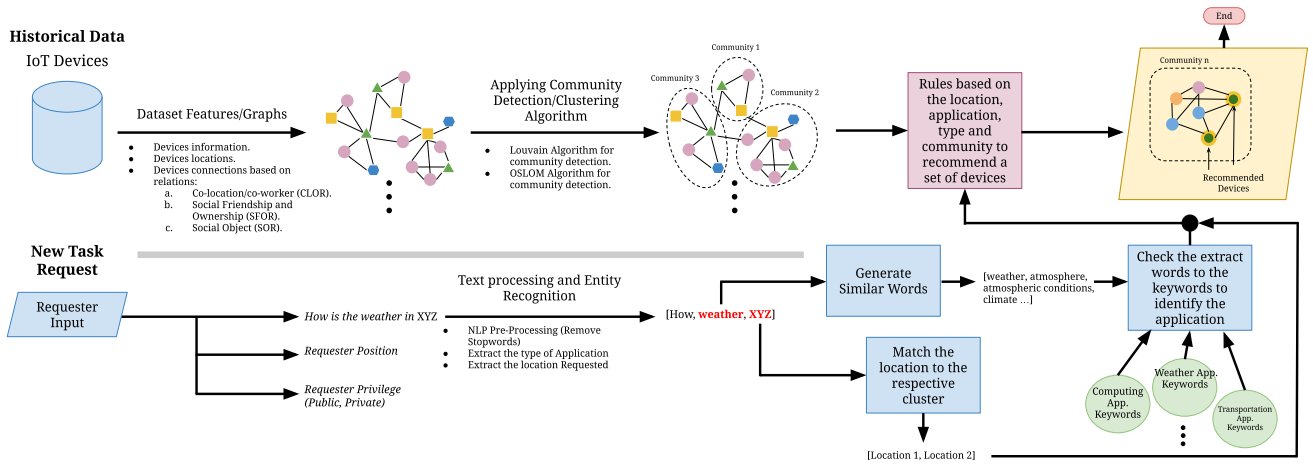 Historical Data
IoT Devices
Dataset Features/Graphs
● Devices information.
● Devices locations.
● Devices connections based on
relations:
a. Co-location/co-worker (CLOR).
b. Social Friendship and
Ownership (SFOR).
c. Social Object (SOR).
Applying Community
Detection/Clustering
Algorithm
● Louvain Algorithm for
community detection.
● OSLOM Algorithm for
community detection.
Community 1
Community 3
Community 2
Rules based on
the location,
application,
type and
community to
recommend a
set of devices
End
Community n
Recommended
Devices
New Task
Request
Requester
Input
How is the weather in XYZ
Requester Position
Requester Privilege
(Public, Private)
Text processing and Entity
Recognition
● NLP Pre-Processing (Remove
Stopwords)
● Extract the type of Application
● Extract the location Requested
[How, weather, XYZ]
Generate
Similar Words
[weather, atmosphere,
atmospheric conditions,
climate ...]
Check the extract
words to the
keywords to
identify the
application
Match the
location to the
respective
cluster
[Location 1, Location 2]
Computing
App.
Keywords
Weather App.
Keywords
Transportation
App.
Keywords